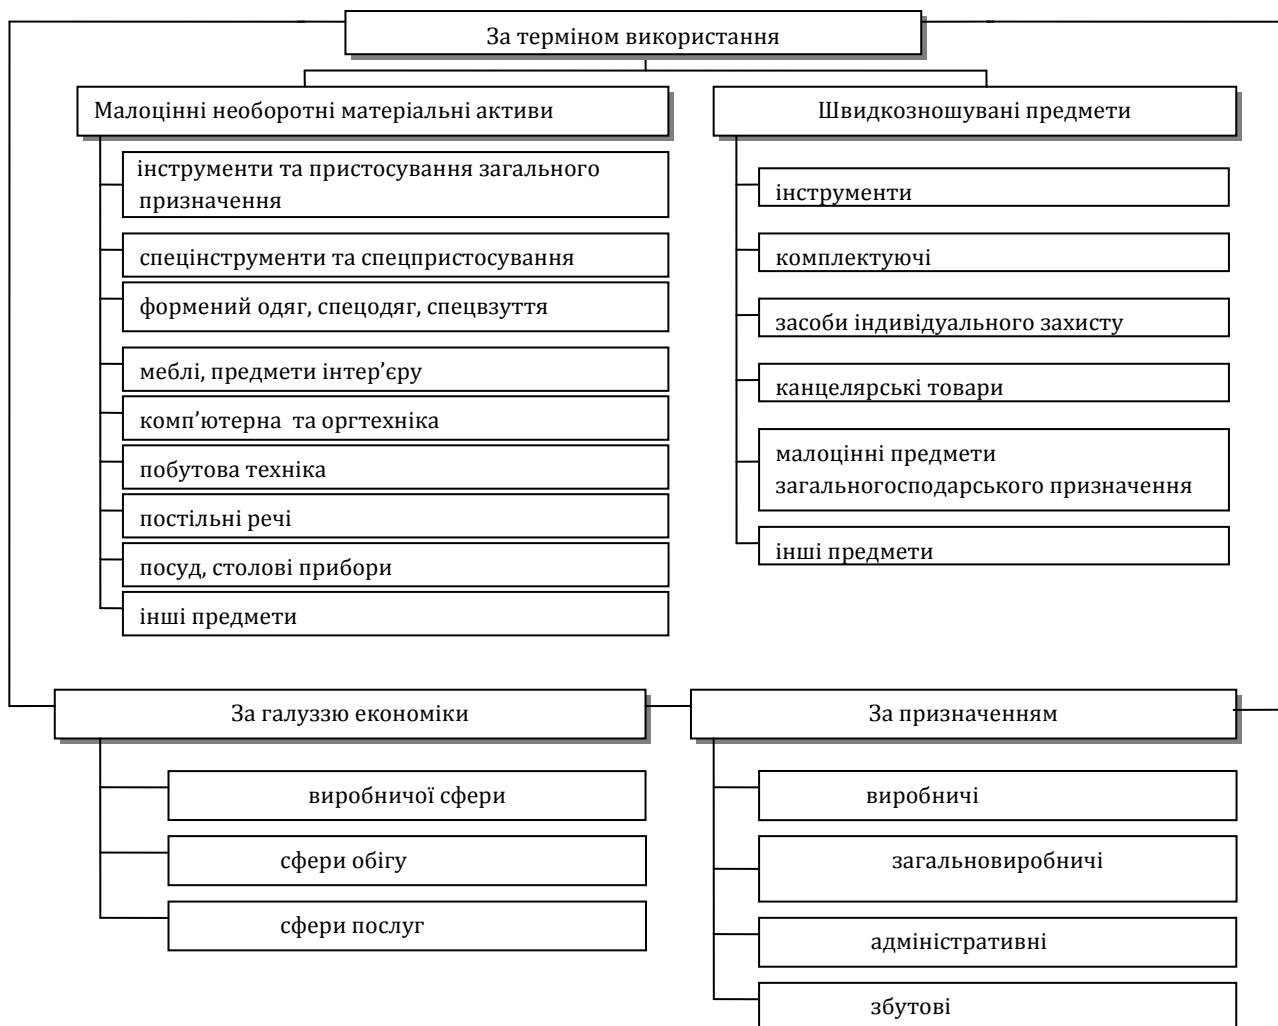 За терміном використання
Малоцінні необоротні матеріальні активи
інструменти та пристосування загального
призначення
спецінструменти та спецпристосування
формений одяг, спецодяг, спецвзуття
меблі, предмети інтер’єру
комп’ютерна та оргтехніка
побутова техніка
постільні речі
посуд, столові прибори
інші предмети
Швидкозношувані предмети
інструменти
комплектуючі
засоби індивідуального захисту
канцелярські товари
малоцінні предмети
загальногосподарського призначення
інші предмети
За галуззю економіки
виробничої сфери
сфери обігу
сфери послуг
За призначенням
виробничі
загальновиробничі
адміністративні
збутові